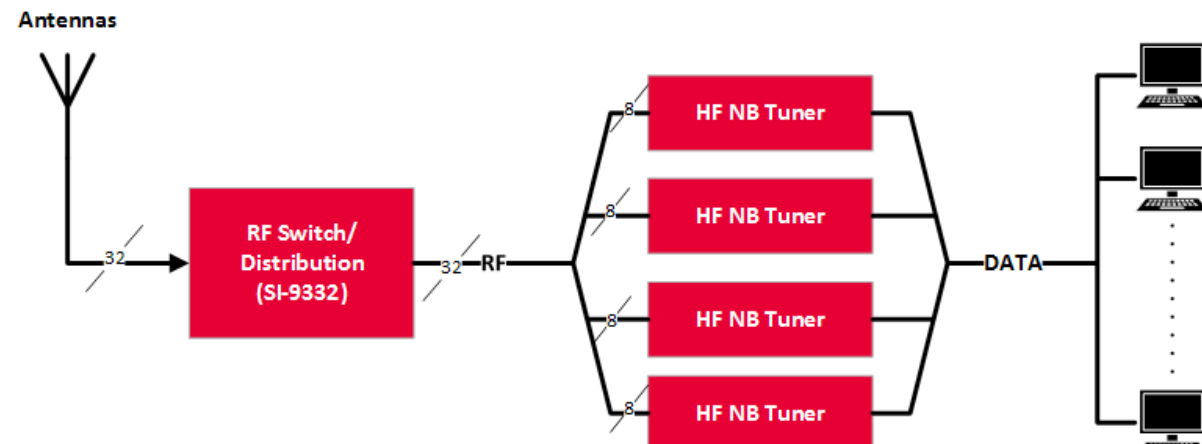 Antennas
32
RF Switch/
Distribution
(SI-9332)
32
RF
8
HF NB Tuner
8
HF NB Tuner
8
HF NB Tuner
8
HF NB Tuner
DATA